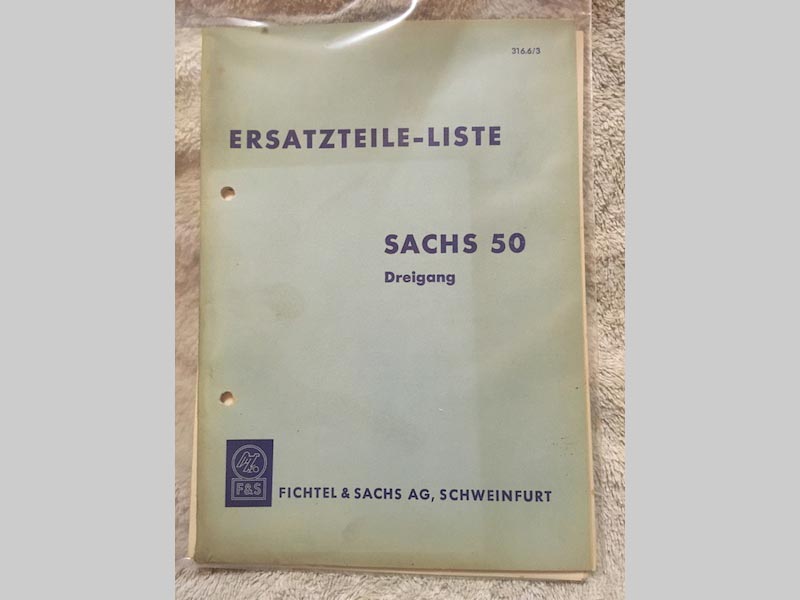 316.6/3
ERSATZTEILE-LISTE
SACHS 50
Dreigang
F&S
FICHTEL & SACHS AG, SCHWEINFURT